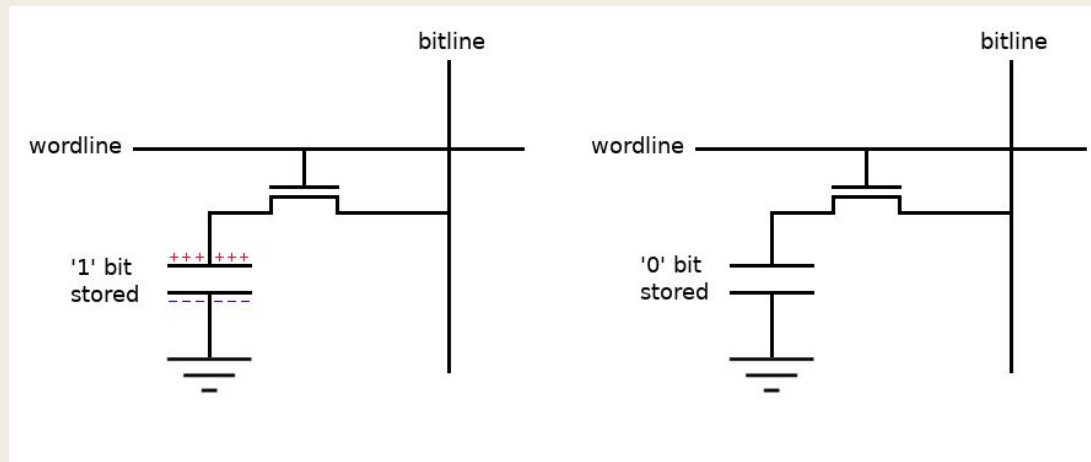 bitline
wordline
'1' bit
stored
+++ +++
bitline
wordline
'0' bit
stored